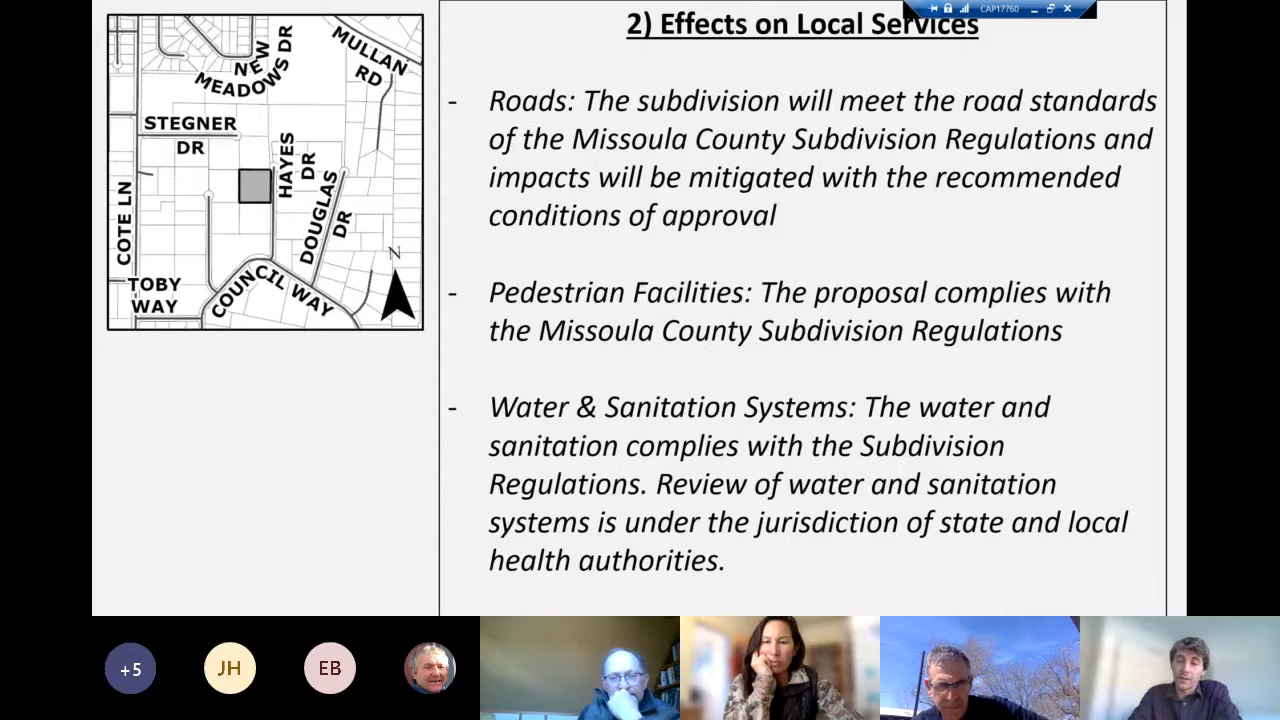 CAP17760
2) Effects on Local Services
- Roads: The subdivision will meet the road standards
of the Missoula County Subdivision Regulations and
impacts will be mitigated with the recommended
conditions of approval
- Pedestrian Facilities: The proposal complies with
the Missoula County Subdivision Regulations
- Water & Sanitation Systems: The water and
sanitation complies with the Subdivision
Regulations. Review of water and sanitation
systems is under the jurisdiction of state and local
health authorities.
NEW
MEADOWS DR
MULLAN
RD
STEGNER
DR
HAYES
DR
DOUGLAS
DR
COTE LN
N
TOBY
WAY
COUNCIL WAY
+5
JH
EB